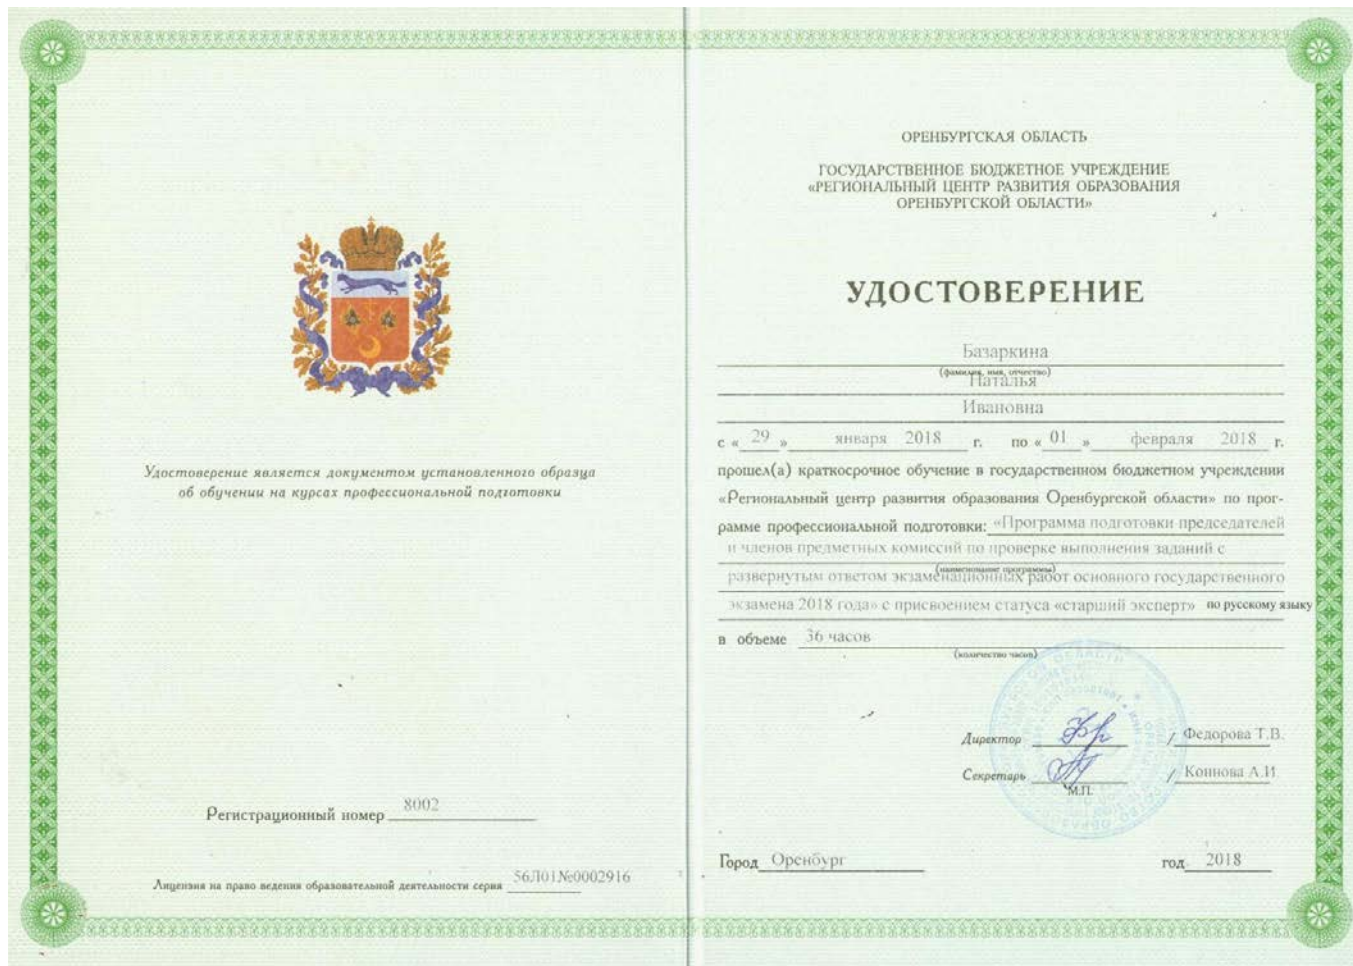 Удостоверение является документом установленного образца
об обучении на курсах профессиональной подготовки
Регистрационный номер 8002
Лицензия на право ведения образовательной деятельности серия 56Л01№0002916
ОРЕНБУРГСКАЯ ОБЛАСТЬ
ГОСУДАРСТВЕННОЕ БЮДЖЕТНОЕ УЧРЕЖДЕНИЕ
«РЕГИОНАЛЬНЫЙ ЦЕНТР РАЗВИТИЯ ОБРАЗОВАНИЯ
ОРЕНБУРГСКОЙ ОБЛАСТИ»
УДОСТОВЕРЕНИЕ
Базаркина
(фамилия, имя, отчество)
Наталья
Ивановна
с « 29 » января 2018 г. по « 01 » февраля 2018 г.
прошел(а) краткосрочное обучение в государственном бюджетном учреждении
«Региональный центр развития образования Оренбургской области» по прог-
рамме профессиональной подготовки: «Программа подготовки председателей
и членов предметных комиссий по проверке выполнения заданий с
(наименование программы)
развернутым ответом экзаменационных работ основного государственного
экзамена 2018 года» с присвоением статуса «старший эксперт» по русскому языку
в объеме 36 часов
(количество часов)
Директор / Федорова Т.В.
Секретарь / Коннова А.И
М.П.
Город Оренбург год 2018